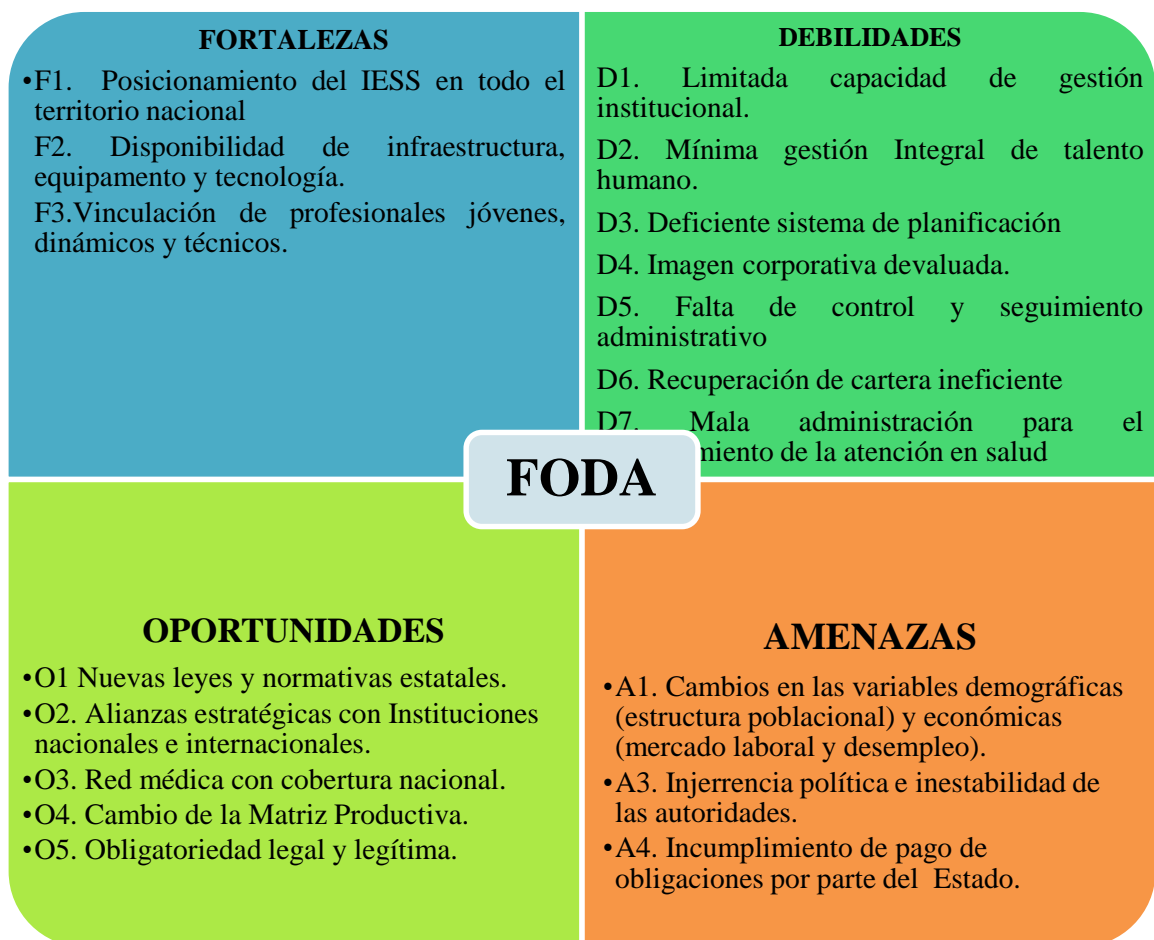 FORTALEZAS
•F1. Posicionamiento del IESS en todo el
territorio nacional
F2. Disponibilidad de infraestructura,
equipamento y tecnología.
F3.Vinculación de profesionales jóvenes,
dinámicos y técnicos.
DEBILIDADES
D1. Limitada capacidad de gestión
institucional.
D2. Mínima gestión Integral de talento
humano.
D3. Deficiente sistema de planificación
D4. Imagen corporativa devaluada.
D5. Falta de control y seguimiento
administrativo
D6. Recuperación de cartera ineficiente
D7. Mala administración para el
miento de la atención en salud
FODA
OPORTUNIDADES
•O1 Nuevas leyes y normativas estatales.
•O2. Alianzas estratégicas con Instituciones
nacionales e internacionales.
•O3. Red médica con cobertura nacional.
•O4. Cambio de la Matriz Productiva.
•O5. Obligatoriedad legal y legítima.
AMENAZAS
•A1. Cambios en las variables demográficas
(estructura poblacional) y económicas
(mercado laboral y desempleo).
•A3. Injerrencia política e inestabilidad de
las autoridades.
•A4. Incumplimiento de pago de
obligaciones por parte del Estado.